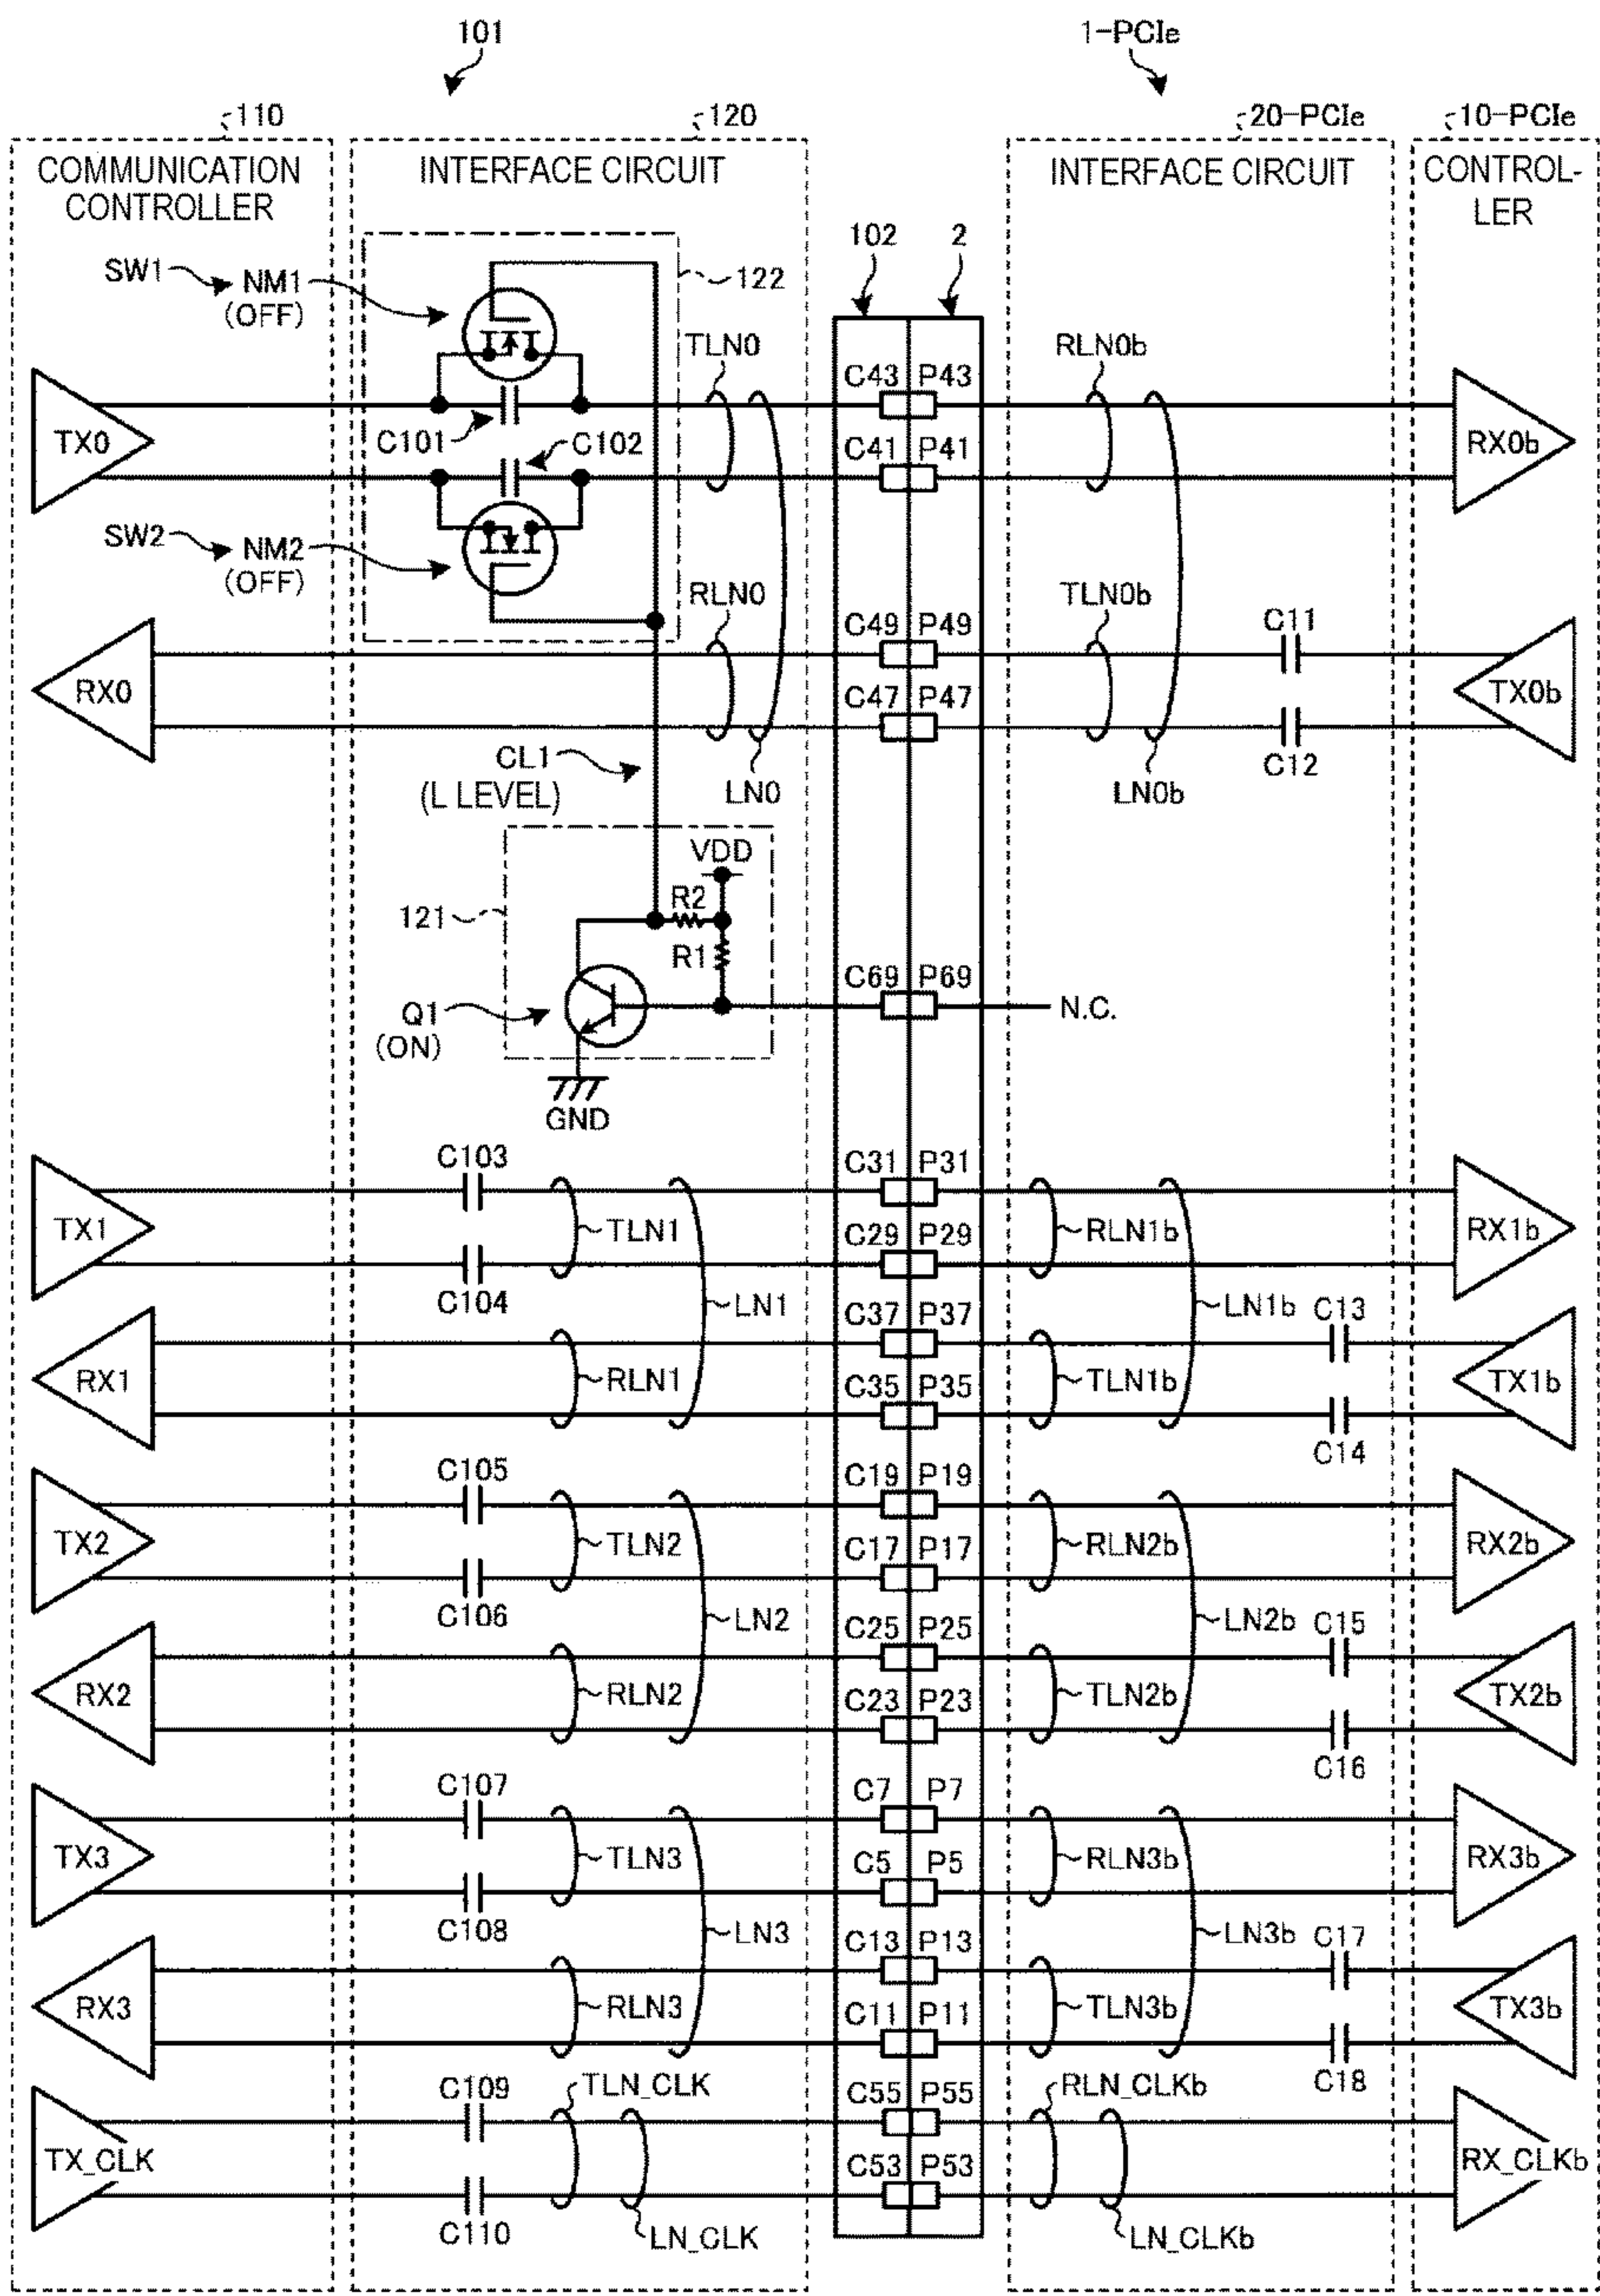 101
1-PCIe
110
120
20-PCIe
10-PCIe
COMMUNICATION
CONTROLLER
INTERFACE CIRCUIT
INTERFACE CIRCUIT
CONTROL-
LER
102
2
SW1
NM1
(OFF)
122
TLN0
RLN0b
C43
P43
TX0
C101
C102
C41
P41
RX0b
SW2
NM2
(OFF)
RLN0
TLN0b
C49
P49
C11
RX0
C47
P47
TX0b
CL1
(L LEVEL)
LN0
LN0b
C12
VDD
121
R2
R1
C69
P69
N.C.
Q1
(ON)
GND
C103
C31
P31
TX1
TLN1
C29
P29
RLN1b
RX1b
C104
LN1
C37
P37
LN1b
C13
RX1
RLN1
C35
P35
TLN1b
TX1b
C14
C105
C19
P19
TX2
TLN2
C17
P17
RLN2b
RX2b
C106
LN2
C25
P25
LN2b
C15
RX2
RLN2
C23
P23
TLN2b
TX2b
C16
C107
C7
P7
TX3
TLN3
C5
P5
RLN3b
RX3b
C108
LN3
C13
P13
LN3b
C17
RX3
RLN3
C11
P11
TLN3b
TX3b
C18
C109
TLN_CLK
C55
P55
RLN_CLKb
TX_CLK
C53
P53
RX_CLKb
C110
LN_CLK
LN_CLKb